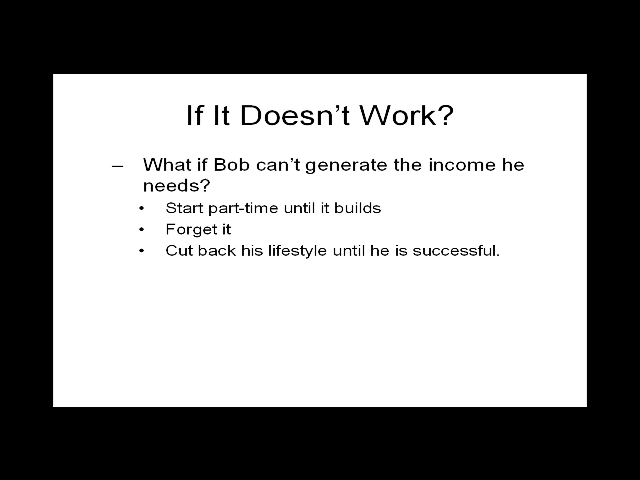 If It Doesn't Work?
– What if Bob can't generate the income he
needs?
• Start part-time until it builds
• Forget it
• Cut back his lifestyle until he is successful.